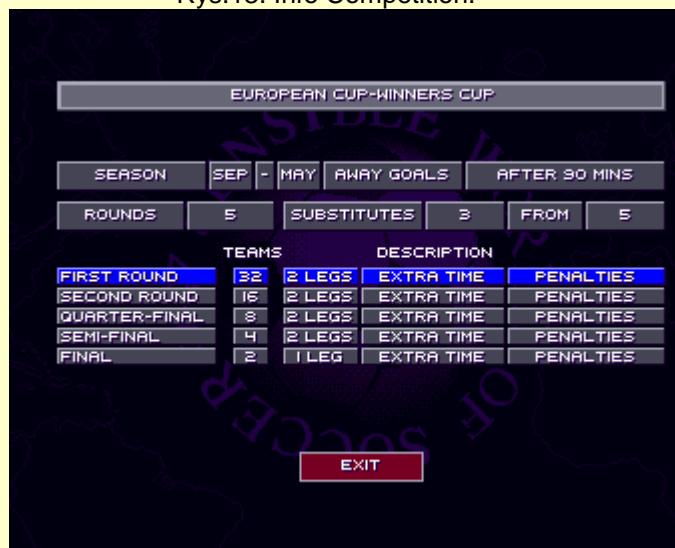 EUROPEAN CUP-WINNERS CUP
SEASON SEP - MAY AWAY GOALS AFTER 90 MINS
ROUNDS 5 SUBSTITUTES 3 FROM 5
TEAMS DESCRIPTION
FIRST ROUND 32 2 LEGS EXTRA TIME PENALTIES
SECOND ROUND 16 2 LEGS EXTRA TIME PENALTIES
QUARTER-FINAL 8 2 LEGS EXTRA TIME PENALTIES
SEMI-FINAL 4 2 LEGS EXTRA TIME PENALTIES
FINAL 2 1 LEG EXTRA TIME PENALTIES
OF SOCCER
EXIT